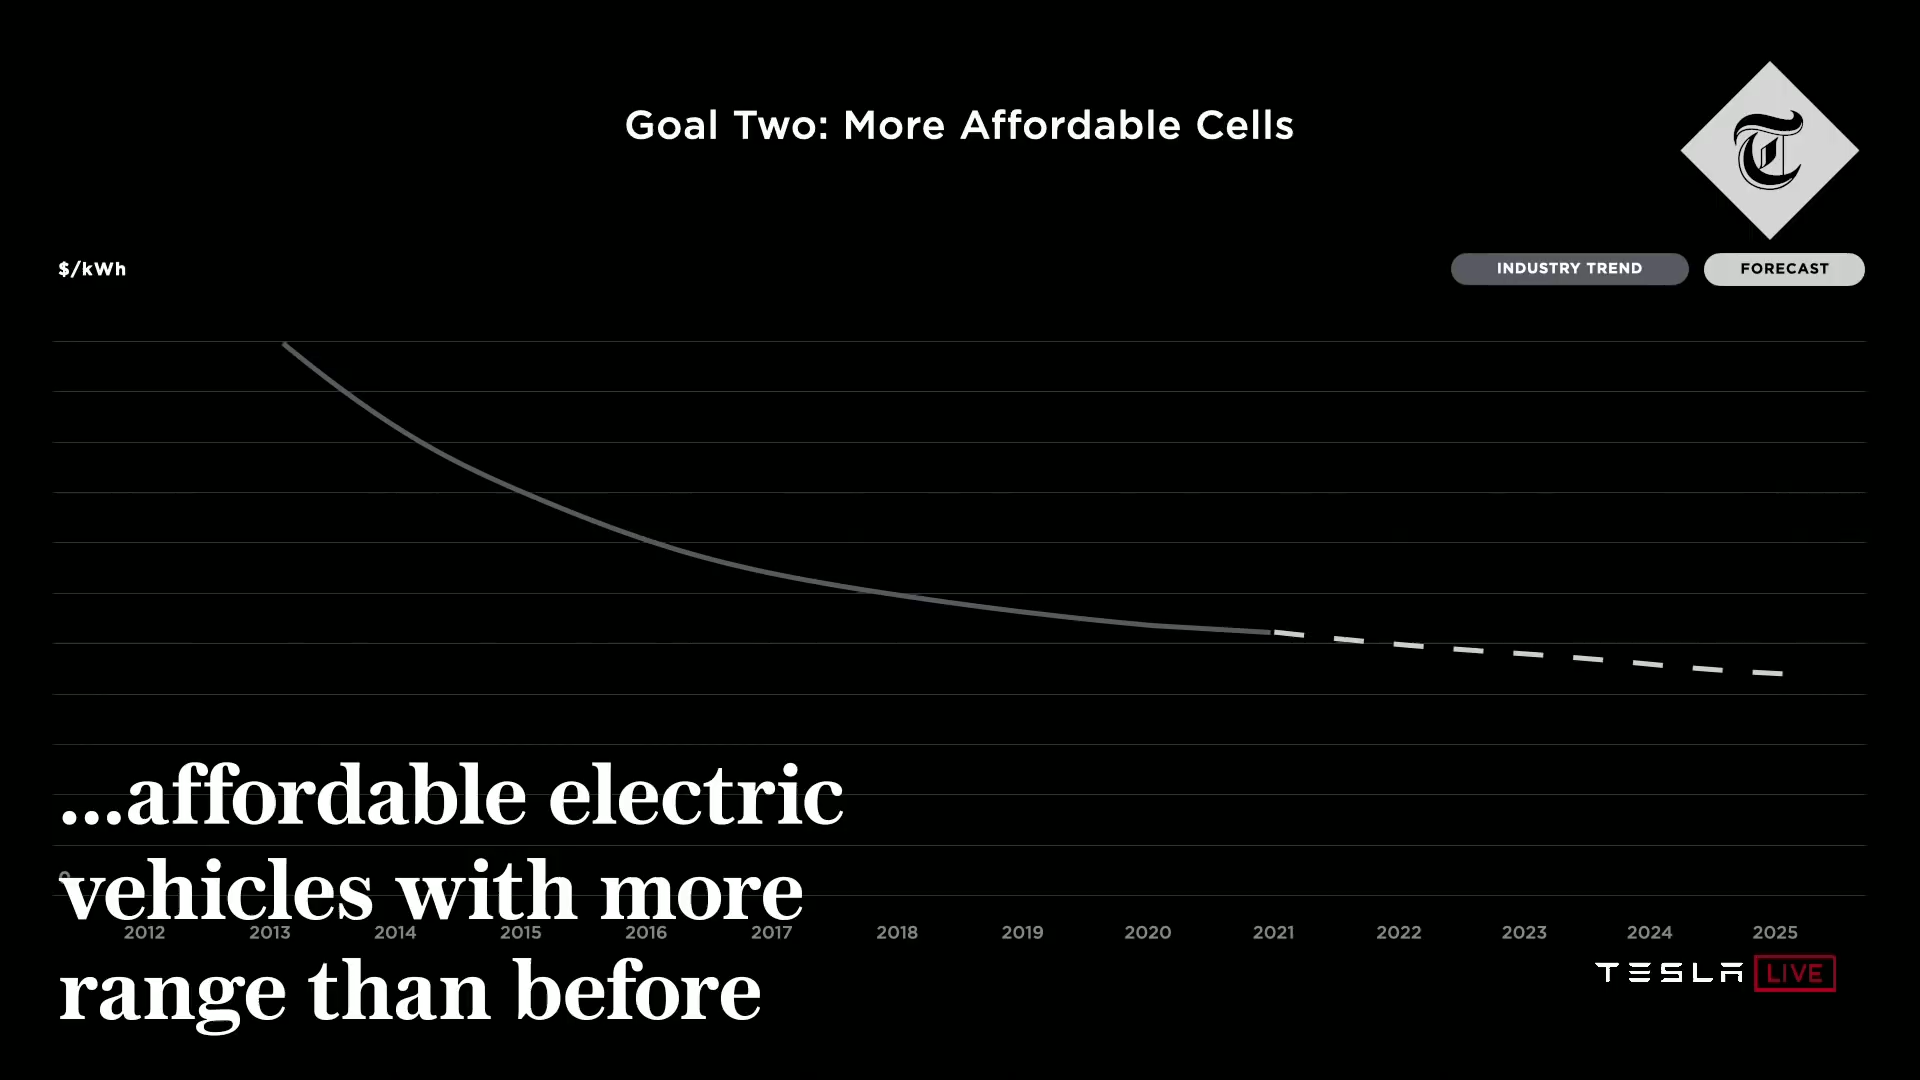 Goal Two: More Affordable Cells
T
$/kWh
INDUSTRY TREND
FORECAST
...affordable electric
vehicles with more
range than before
2012 2013 2014 2015 2016 2017 2018 2019 2020 2021 2022 2023 2024 2025
TESLA LIVE